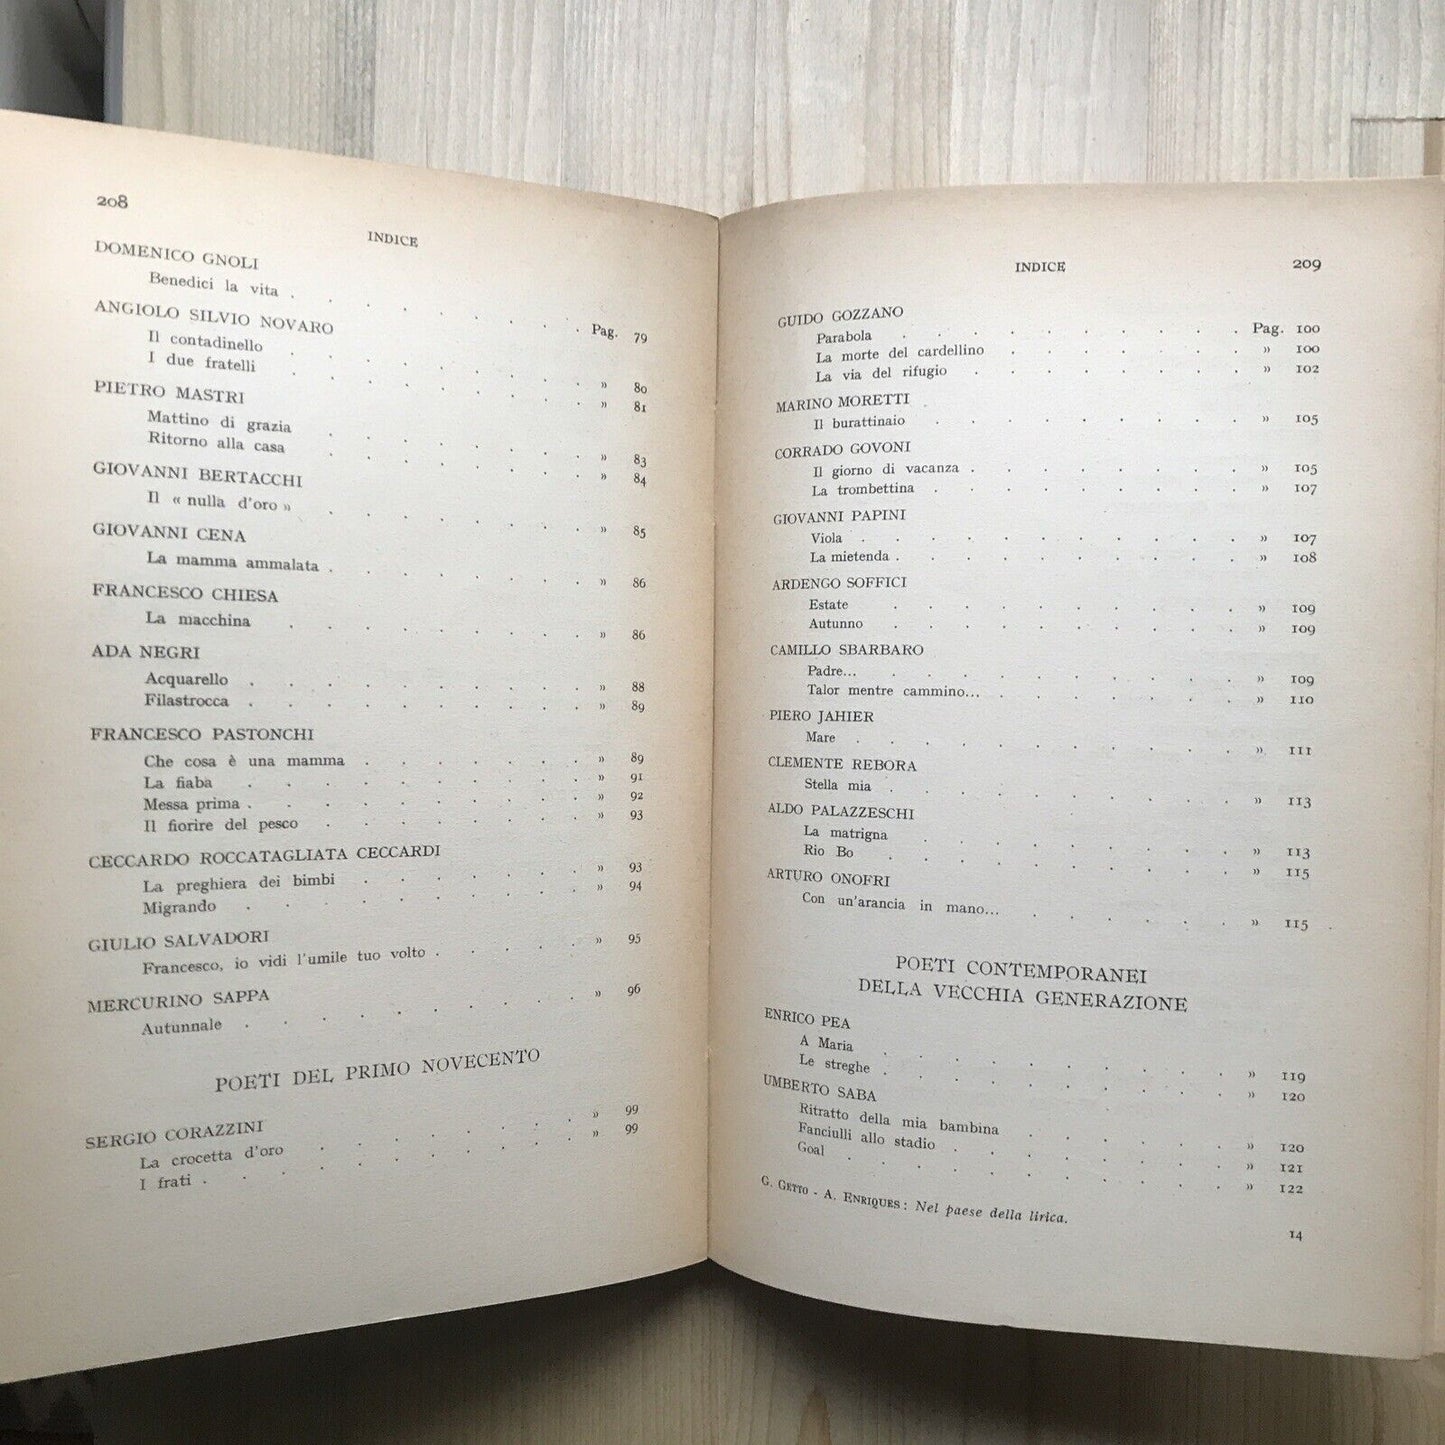 208
INDICE
DOMENICO GNOLI
Benedici la vita . . . . . . . . . Pag. 79
ANGIOLO SILVIO NOVARO
Il contadinello . . . . . . . . » 80
I due fratelli . . . . . . . . » 81
PIETRO MASTRI
Mattino di grazia . . . . . . . . » 83
Ritorno alla casa . . . . . . . . » 84
GIOVANNI BERTACCHI
Il « nulla d'oro » . . . . . . . . » 85
GIOVANNI CENA
La mamma ammalata . . . . . . . . » 86
FRANCESCO CHIESA
La macchina . . . . . . . . . » 86
ADA NEGRI
Acquarello . . . . . . . . . . » 88
Filastrocca . . . . . . . . . . » 89
FRANCESCO PASTONCHI
Che cosa è una mamma . . . . . . . » 89
La fiaba . . . . . . . . . . » 91
Messa prima . . . . . . . . . . » 92
Il fiorire del pesco . . . . . . . . » 93
CECCARDO ROCCATAGLIATA CECCARDI
La preghiera dei bimbi . . . . . . . » 93
Migrando . . . . . . . . . . » 94
GIULIO SALVADORI
Francesco, io vidi l'umile tuo volto . . . . . » 95
MERCURINO SAPPA
Autunnale . . . . . . . . . . » 96
POETI DEL PRIMO NOVECENTO
SERGIO CORAZZINI
La crocetta d'oro . . . . . . . . » 99
I frati . . . . . . . . . . . » 99
INDICE
209
GUIDO GOZZANO
Parabola . . . . . . . . . . Pag. 100
La morte del cardellino . . . . . . . » 100
La via del rifugio . . . . . . . . » 102
MARINO MORETTI
Il burattinaio . . . . . . . . . » 105
CORRADO GOVONI
Il giorno di vacanza . . . . . . . . » 105
La trombettina . . . . . . . . . » 107
GIOVANNI PAPINI
Viola . . . . . . . . . . . » 107
La mietenda . . . . . . . . . . » 108
ARDENGO SOFFICI
Estate . . . . . . . . . . » 109
Autunno . . . . . . . . . . » 109
CAMILLO SBARBARO
Padre... . . . . . . . . . . » 109
Talor mentre cammino... . . . . . . . » 110
PIERO JAHIER
Mare . . . . . . . . . . . » 111
CLEMENTE REBORA
Stella mia . . . . . . . . . . » 113
ALDO PALAZZESCHI
La matrigna . . . . . . . . . » 113
Rio Bo . . . . . . . . . . » 115
ARTURO ONOFRI
Con un'arancia in mano... . . . . . . . » 115
POETI CONTEMPORANEI
DELLA VECCHIA GENERAZIONE
ENRICO PEA
A Maria . . . . . . . . . . » 119
Le streghe . . . . . . . . . . » 120
UMBERTO SABA
Ritratto della mia bambina . . . . . . » 120
Fanciulli allo stadio . . . . . . . . » 121
Goal . . . . . . . . . . . » 122
G. GETTO - A. ENRIQUES: Nel paese della lirica.
14